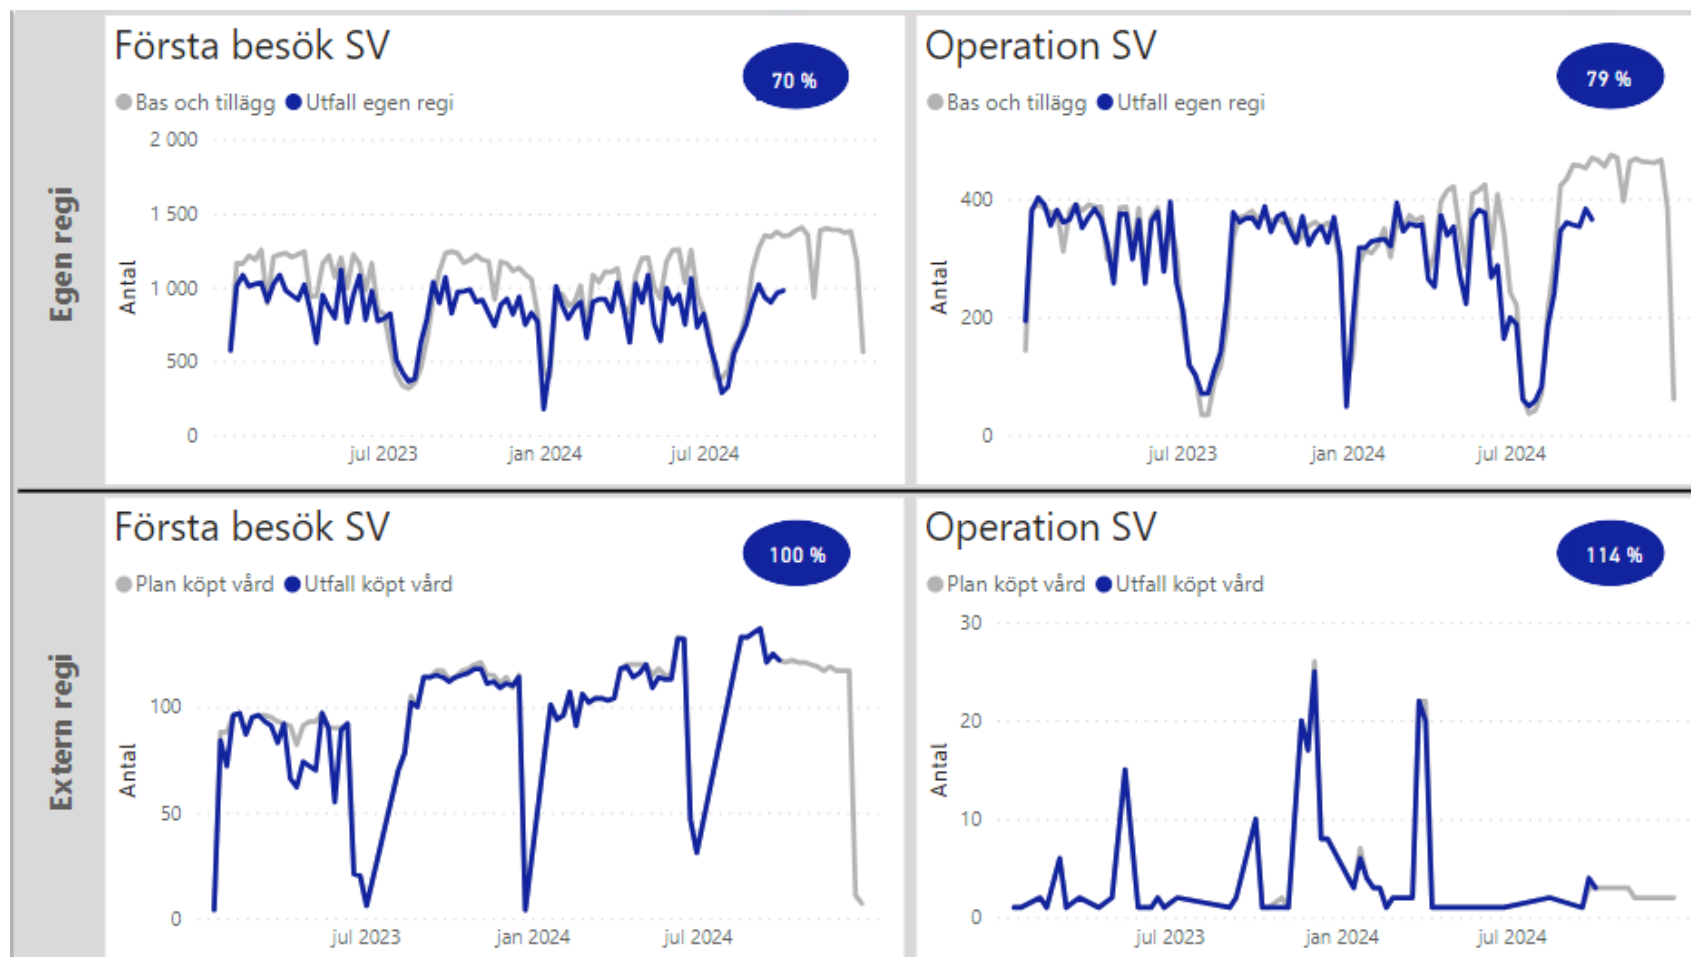 Egen regi
Första besök SV
70 %
Bas och tillägg Utfall egen regi
Antal
2 000
1 500
1 000
500
0
jul 2023 jan 2024 jul 2024
Operation SV
79 %
Bas och tillägg Utfall egen regi
Antal
400
200
0
jul 2023 jan 2024 jul 2024
Extern regi
Första besök SV
100 %
Plan köpt vård Utfall köpt vård
Antal
100
50
0
jul 2023 jan 2024 jul 2024
Operation SV
114 %
Plan köpt vård Utfall köpt vård
Antal
30
20
10
0
jul 2023 jan 2024 jul 2024